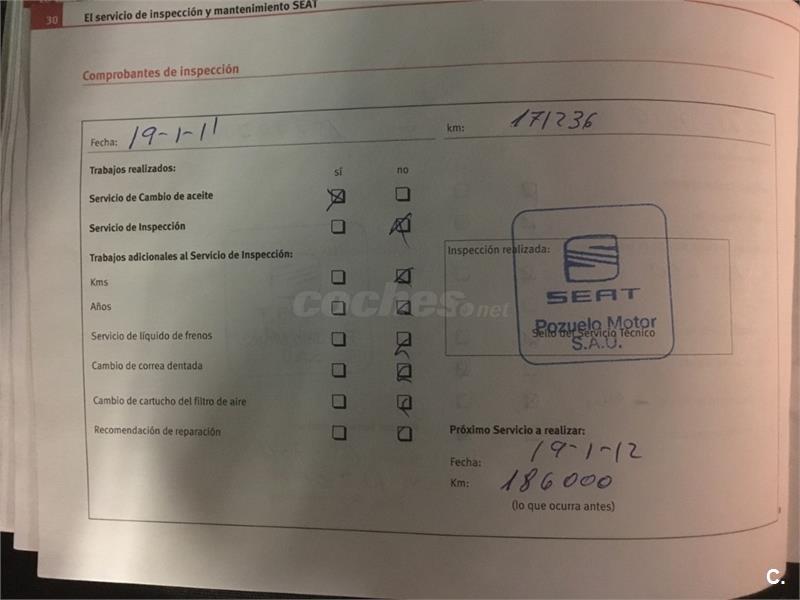 30 El servicio de inspección y mantenimiento SEAT
Comprobantes de inspección
Fecha: 19-1-11 km: 171236
Trabajos realizados: sí no
Servicio de Cambio de aceite
Servicio de Inspección
Trabajos adicionales al Servicio de Inspección:
Inspección realizada:
Kms
Años
SEAT
coches.net
Pozuelo Motor
Servicio de líquido de frenos
Sello del Servicio Técnico
S.A.U.
Cambio de correa dentada
Cambio de cartucho del filtro de aire
Recomendación de reparación
Próximo Servicio a realizar:
Fecha: 19-1-12
Km: 186000
(lo que ocurra antes)
C.